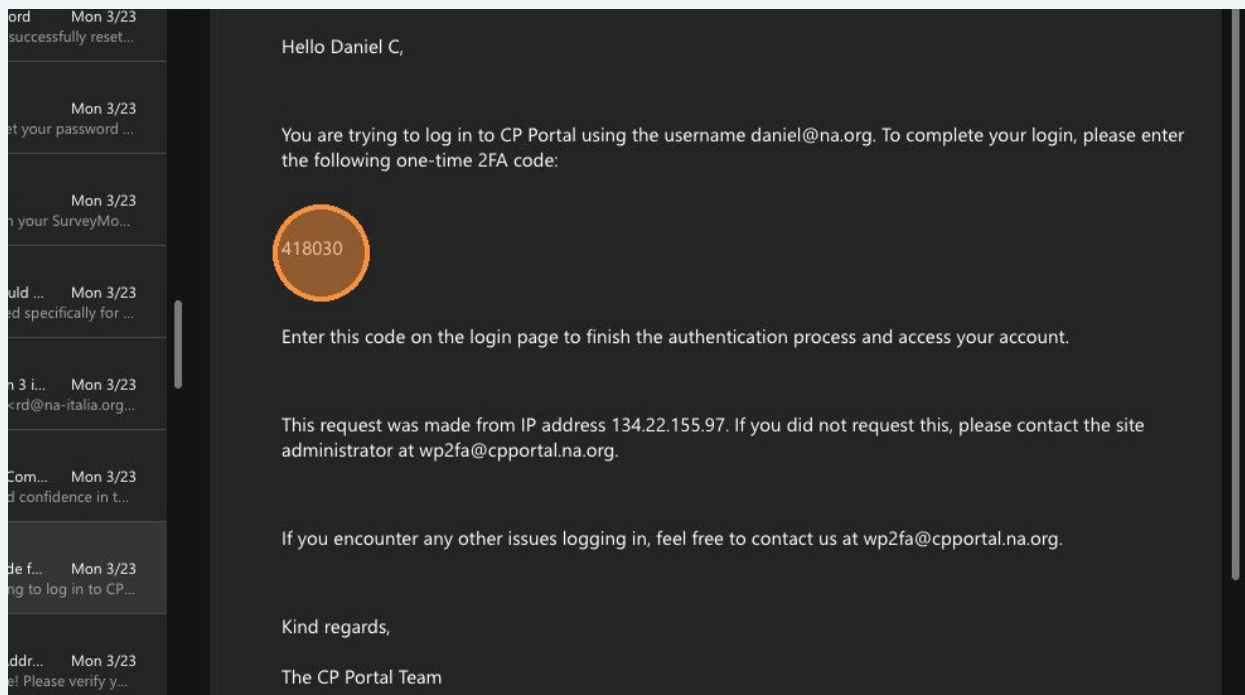 ord Mon 3/23
successfully reset...
Mon 3/23
et your password ...
Mon 3/23
your SurveyMo...
uld ... Mon 3/23
ed specifically for ...
3 i... Mon 3/23
<rd@na-italia.org...
Com... Mon 3/23
d confidence in t...
de f... Mon 3/23
ng to log in to CP...
Addr... Mon 3/23
e! Please verify y...
Hello Daniel C,
You are trying to log in to CP Portal using the username daniel@na.org. To complete your login, please enter
the following one-time 2FA code:
418030
Enter this code on the login page to finish the authentication process and access your account.
This request was made from IP address 134.22.155.97. If you did not request this, please contact the site
administrator at wp2fa@cpportal.na.org.
If you encounter any other issues logging in, feel free to contact us at wp2fa@cpportal.na.org.
Kind regards,
The CP Portal Team